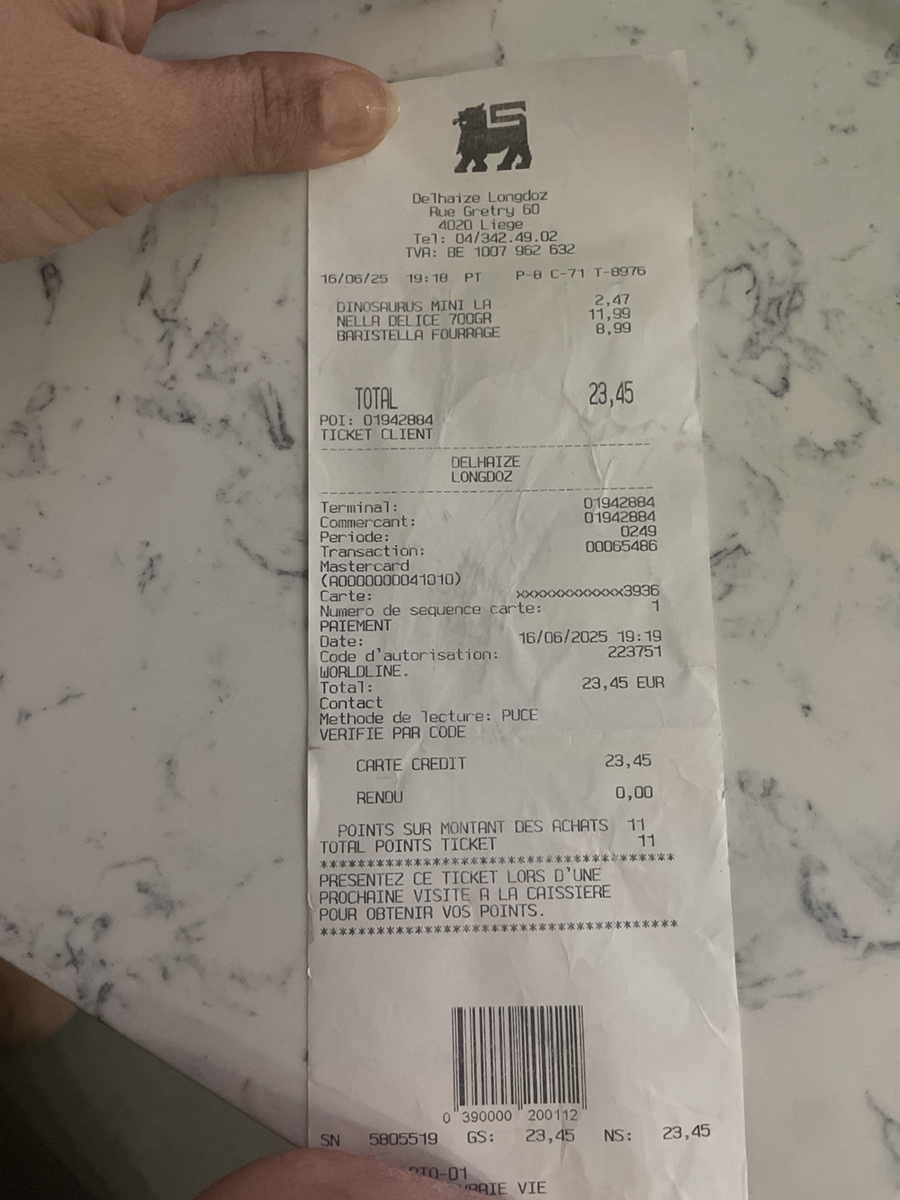 Delhaize Longdoz
Rue Gretry 60
4020 Liege
Tel: 04/342.49.02
TVA: BE 1007 962 632
16/06/25 19:18 PT P-8 C-71 T-8976
DINOSAURUS MINI LA 2,47
NELLA DELICE 700GR 11,99
BARISTELLA FOURRAGE 8,99
TOTAL 23,45
POI: 01942884
TICKET CLIENT
DELHAIZE
LONGDOZ
Terminal: 01942884
Commercant: 01942884
Periode: 0249
Transaction: 00065486
Mastercard
(A0000000041010)
Carte: xxxxxxxxxxxxx3936
Numero de sequence carte: 1
PAIEMENT
Date: 16/06/2025 19:19
Code d'autorisation: 223751
WORLDLINE.
Total: 23,45 EUR
Contact
Methode de lecture: PUCE
VERIFIE PAR CODE
CARTE CREDIT 23,45
RENDU 0,00
POINTS SUR MONTANT DES ACHATS 11
TOTAL POINTS TICKET 11
*************************************
PRESENTEZ CE TICKET LORS D'UNE
PROCHAINE VISITE A LA CAISSIERE
POUR OBTENIR VOS POINTS.
*************************************
0 390000 200112
SN 5805519 GS: 23,45 NS: 23,45
VIE